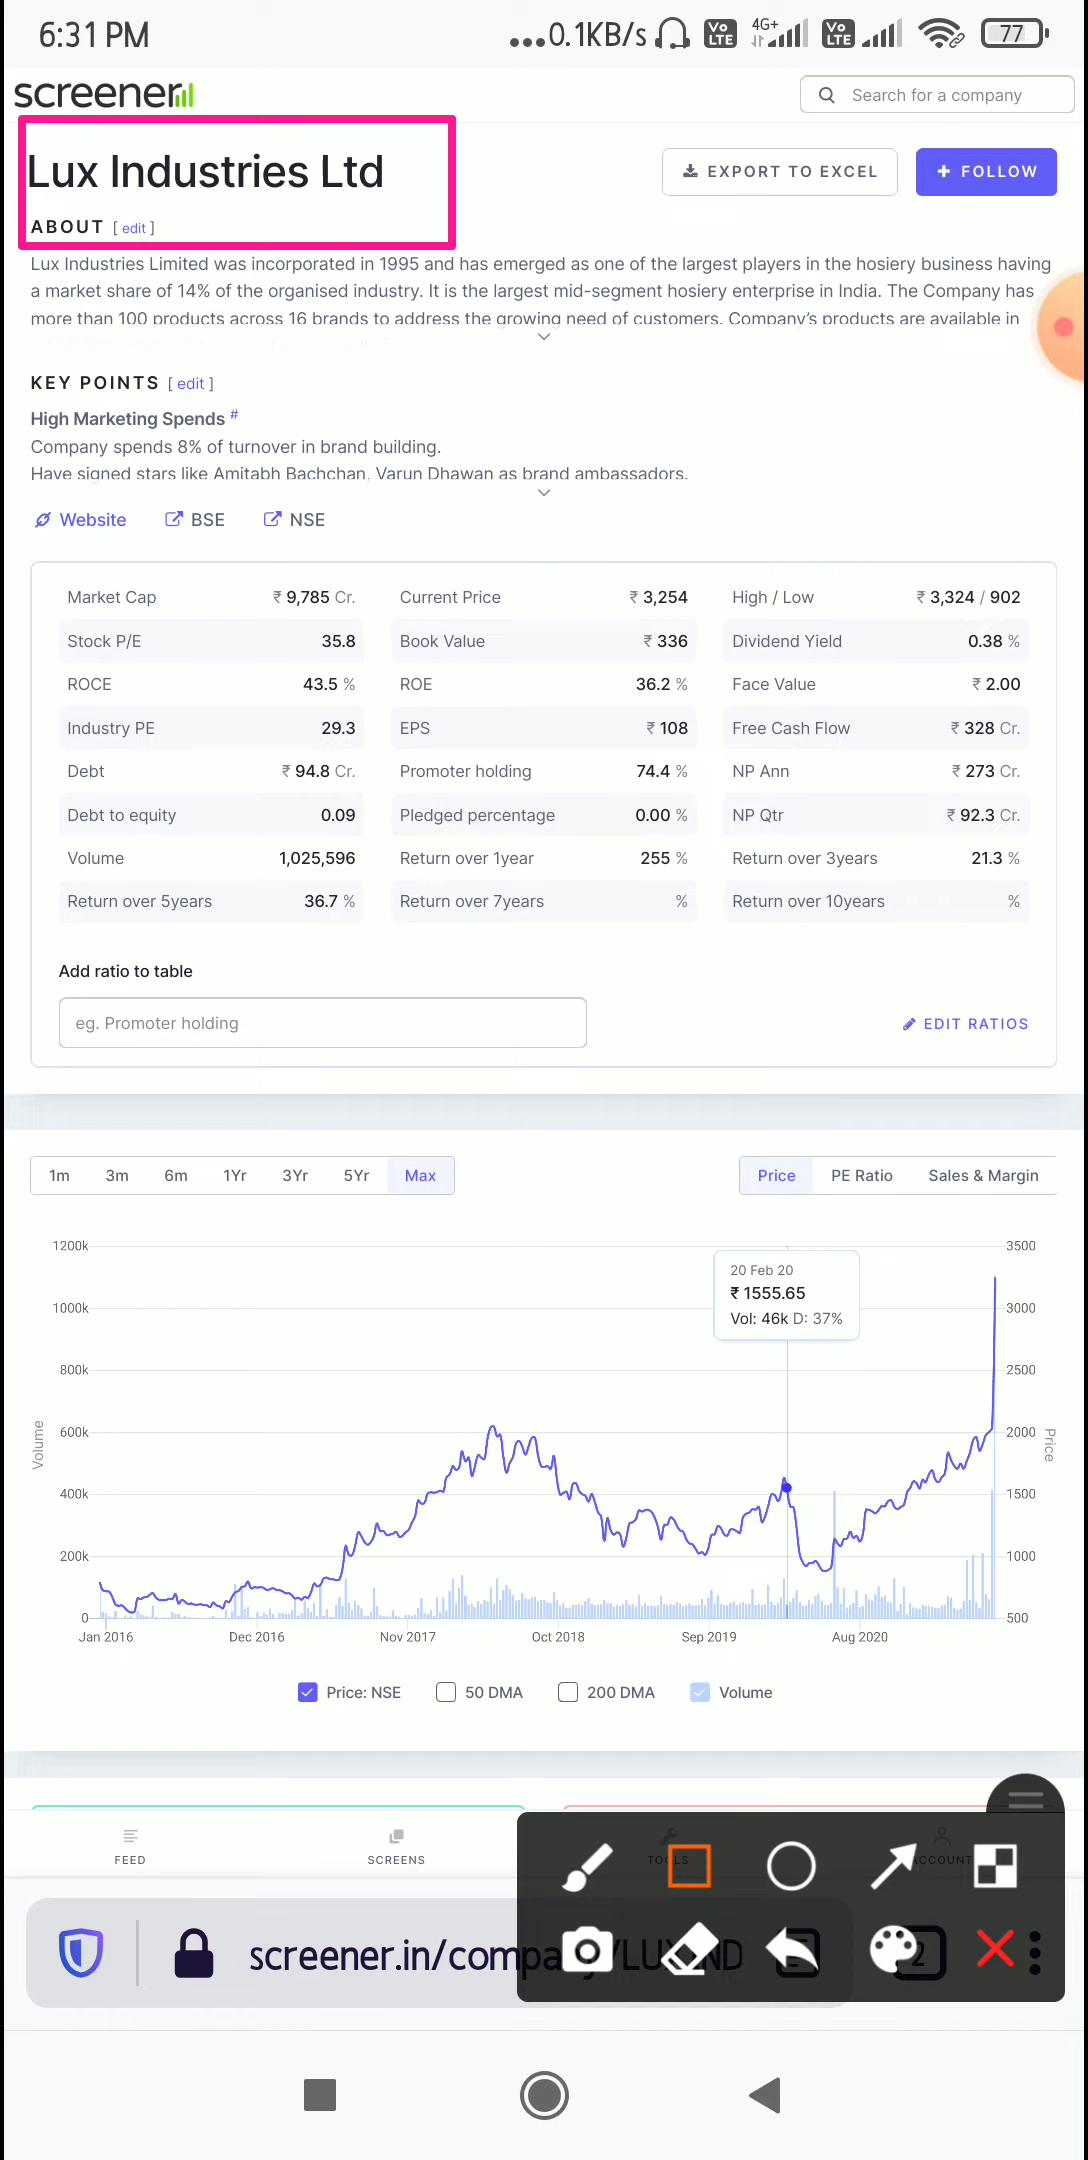 6:31 PM ...0.1KB/s Vo LTE 4G+ Vo LTE 77
screener
Search for a company
Lux Industries Ltd
EXPORT TO EXCEL
+ FOLLOW
ABOUT [ edit ]
Lux Industries Limited was incorporated in 1995 and has emerged as one of the largest players in the hosiery business having
a market share of 14% of the organised industry. It is the largest mid-segment hosiery enterprise in India. The Company has
more than 100 products across 16 brands to address the growing need of customers. Company's products are available in
KEY POINTS [ edit ]
High Marketing Spends #
Company spends 8% of turnover in brand building.
Have signed stars like Amitabh Bachchan, Varun Dhawan as brand ambassadors.
Website BSE NSE
Market Cap ₹ 9,785 Cr. Current Price ₹ 3,254 High / Low ₹ 3,324 / 902
Stock P/E 35.8 Book Value ₹ 336 Dividend Yield 0.38 %
ROCE 43.5 % ROE 36.2 % Face Value ₹ 2.00
Industry PE 29.3 EPS ₹ 108 Free Cash Flow ₹ 328 Cr.
Debt ₹ 94.8 Cr. Promoter holding 74.4 % NP Ann ₹ 273 Cr.
Debt to equity 0.09 Pledged percentage 0.00 % NP Qtr ₹ 92.3 Cr.
Volume 1,025,596 Return over 1year 255 % Return over 3years 21.3 %
Return over 5years 36.7 % Return over 7years % Return over 10years %
Add ratio to table
eg. Promoter holding
EDIT RATIOS
1m 3m 6m 1Yr 3Yr 5Yr Max Price PE Ratio Sales & Margin
1200k 3500
20 Feb 20
₹ 1555.65
Vol: 46k D: 37%
1000k 3000
800k 2500
600k 2000
Volume Price
400k 1500
200k 1000
0 500
Jan 2016 Dec 2016 Nov 2017 Oct 2018 Sep 2019 Aug 2020
Price: NSE 50 DMA 200 DMA Volume
FEED SCREENS TOOLS ACCOUNT
screener.in/company/LUXIND 2